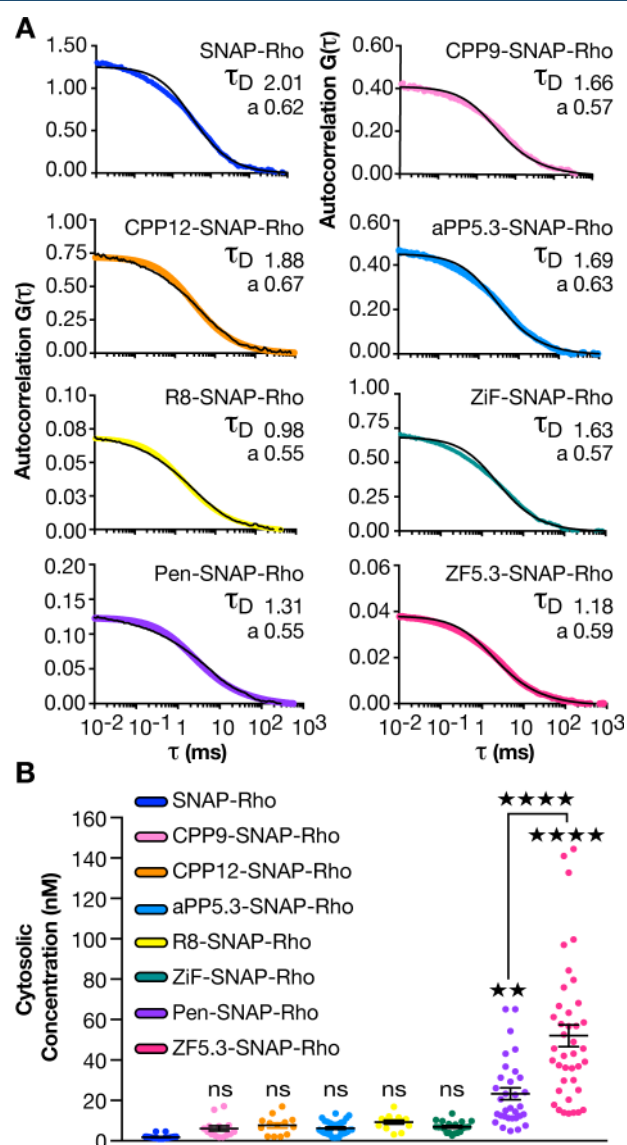 A
Autocorrelation G(τ)
Autocorrelation G(τ)
SNAP-Rho
τD 2.01
a 0.62
1.50
1.00
0.50
0.00
CPP9-SNAP-Rho
τD 1.66
a 0.57
0.60
0.40
0.20
0.00
CPP12-SNAP-Rho
τD 1.88
a 0.67
1.00
0.75
0.50
0.25
0.00
aPP5.3-SNAP-Rho
τD 1.69
a 0.63
0.60
0.40
0.20
0.00
R8-SNAP-Rho
τD 0.98
a 0.55
0.10
0.08
0.05
0.03
0.00
ZiF-SNAP-Rho
τD 1.63
a 0.57
1.00
0.75
0.50
0.25
0.00
Pen-SNAP-Rho
τD 1.31
a 0.55
0.20
0.15
0.10
0.05
0.00
10-2 10-1 1 10 102 103
τ (ms)
ZF5.3-SNAP-Rho
τD 1.18
a 0.59
0.06
0.04
0.02
0.00
10-2 10-1 1 10 102 103
τ (ms)
B
Cytosolic
Concentration (nM)
160
140
120
100
80
60
40
20
0
SNAP-Rho
CPP9-SNAP-Rho
CPP12-SNAP-Rho
aPP5.3-SNAP-Rho
R8-SNAP-Rho
ZiF-SNAP-Rho
Pen-SNAP-Rho
ZF5.3-SNAP-Rho
★★★★
★★★★
★★
ns ns ns ns ns